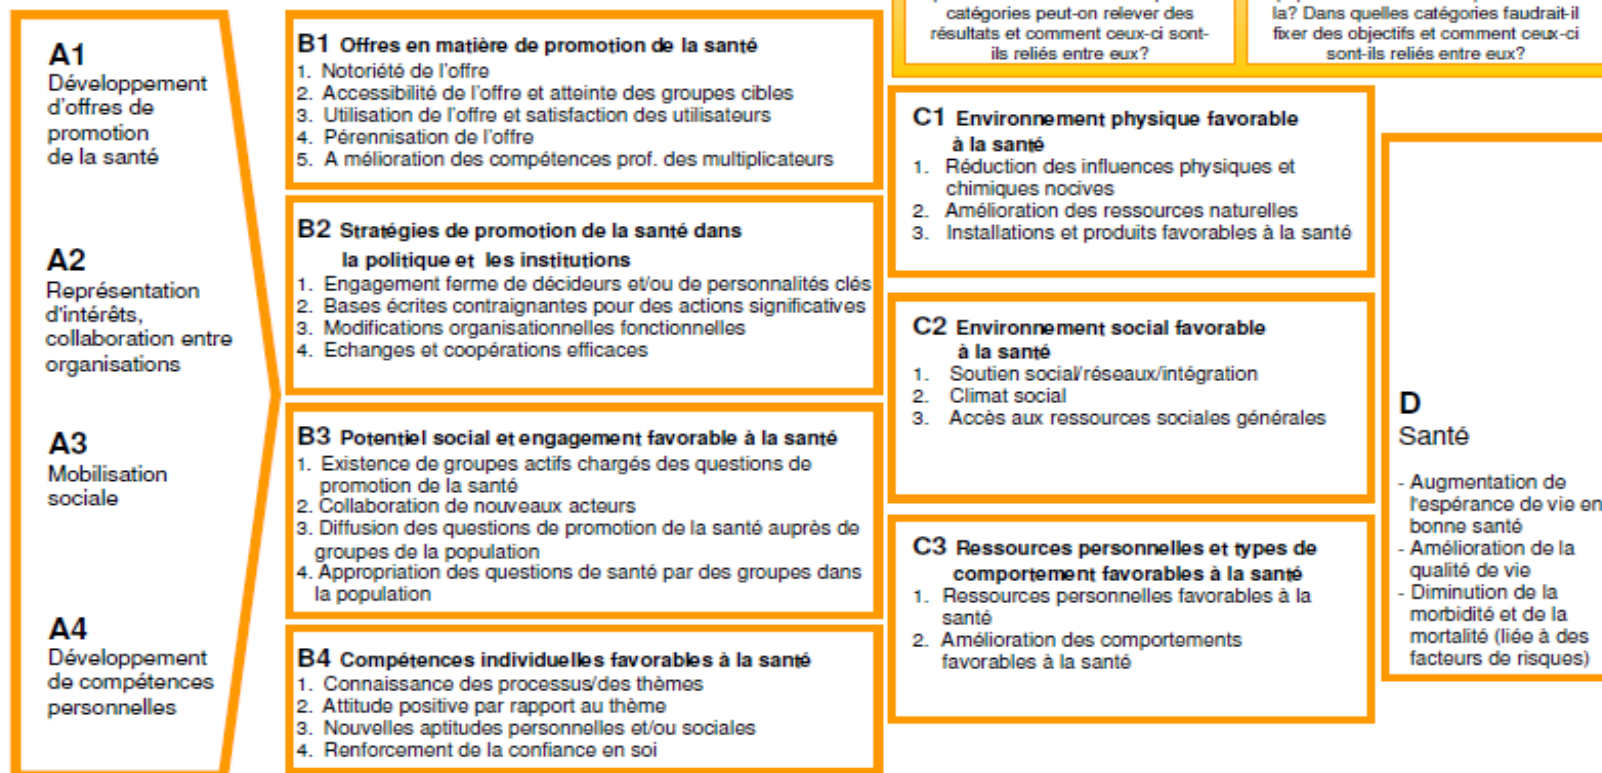 A1
Développement
d'offres de
promotion
de la santé
A2
Représentation
d'intérêts,
collaboration entre
organisations
A3
Mobilisation
sociale
A4
Développement
de compétences
personnelles
B1 Offres en matière de promotion de la santé
1. Notoriété de l'offre
2. Accessibilité de l'offre et atteinte des groupes cibles
3. Utilisation de l'offre et satisfaction des utilisateurs
4. Pérennisation de l'offre
5. A mélioration des compétences prof. des multiplicateurs
B2 Stratégies de promotion de la santé dans
la politique et les institutions
1. Engagement ferme de décideurs et/ou de personnalités clés
2. Bases écrites contraignantes pour des actions significatives
3. Modifications organisationnelles fonctionnelles
4. Echanges et coopérations efficaces
B3 Potentiel social et engagement favorable à la santé
1. Existence de groupes actifs chargés des questions de
promotion de la santé
2. Collaboration de nouveaux acteurs
3. Diffusion des questions de promotion de la santé auprès de
groupes de la population
4. Appropriation des questions de santé par des groupes dans
la population
B4 Compétences individuelles favorables à la santé
1. Connaissance des processus/des thèmes
2. Attitude positive par rapport au thème
3. Nouvelles aptitudes personnelles et/ou sociales
4. Renforcement de la confiance en soi
catégories peut-on relever des
résultats et comment ceux-ci sont-
ils reliés entre eux?
la? Dans quelles catégories faudrait-il
fixer des objectifs et comment ceux-ci
sont-ils reliés entre eux?
C1 Environnement physique favorable
à la santé
1. Réduction des influences physiques et
chimiques nocives
2. Amélioration des ressources naturelles
3. Installations et produits favorables à la santé
C2 Environnement social favorable
à la santé
1. Soutien social/réseaux/intégration
2. Climat social
3. Accès aux ressources sociales générales
C3 Ressources personnelles et types de
comportement favorables à la santé
1. Ressources personnelles favorables à la
santé
2. Amélioration des comportements
favorables à la santé
D
Santé
- Augmentation de
l'espérance de vie en
bonne santé
- Amélioration de la
qualité de vie
- Diminution de la
morbidité et de la
mortalité (liée à des
facteurs de risques)